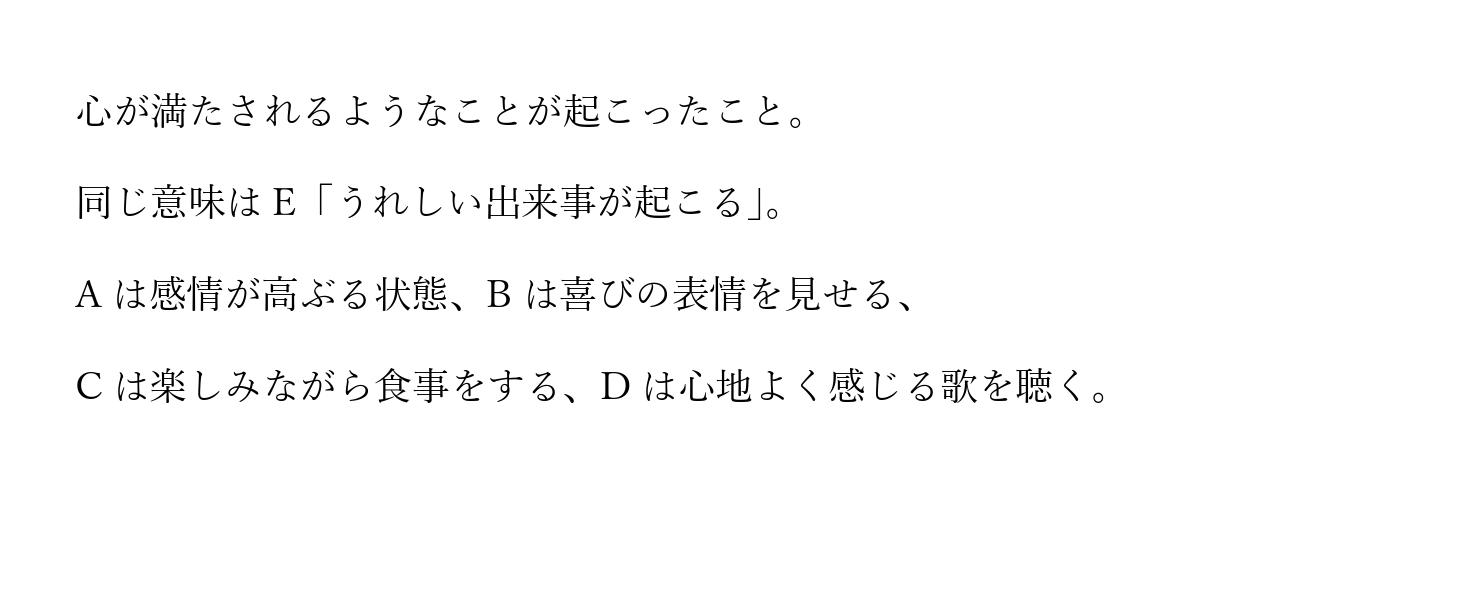 心が満たされるようなことが起こったこと。
同じ意味は E「うれしい出来事が起こる」。
A は感情が高ぶる状態、B は喜びの表情を見せる、
C は楽しみながら食事をする、D は心地よく感じる歌を聴く。